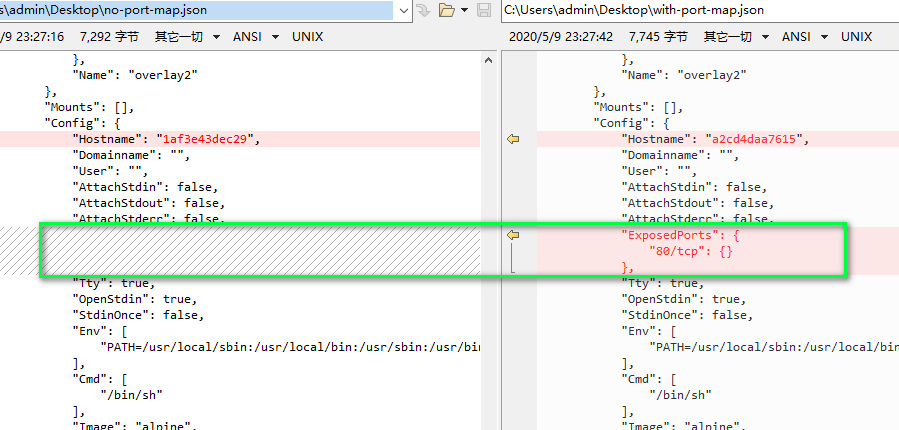 s\admin\Desktop\no-port-map.json
/9 23:27:16 7,292 字节 其它一切 ANSI UNIX
},
"Name": "overlay2"
},
"Mounts": [],
"Config": {
"Hostname": "1af3e43dec29",
"Domainname": "",
"User": "",
"AttachStdin": false,
"AttachStdout": false,
"AttachStderr": false,
"Tty": true,
"OpenStdin": true,
"StdinOnce": false,
"Env": [
"PATH=/usr/local/sbin:/usr/local/bin:/usr/sbin:/usr/bin
],
"Cmd": [
"/bin/sh"
],
"Image": "alpine",
C:\Users\admin\Desktop\with-port-map.json
2020/5/9 23:27:42 7,745 字节 其它一切 ANSI UNIX
},
"Name": "overlay2"
},
"Mounts": [],
"Config": {
"Hostname": "a2cd4daa7615",
"Domainname": "",
"User": "",
"AttachStdin": false,
"AttachStdout": false,
"AttachStderr": false,
"ExposedPorts": {
"80/tcp": {}
},
"Tty": true,
"OpenStdin": true,
"StdinOnce": false,
"Env": [
"PATH=/usr/local/sbin:/usr/local/bin
],
"Cmd": [
"/bin/sh"
],
"Image": "alpine",